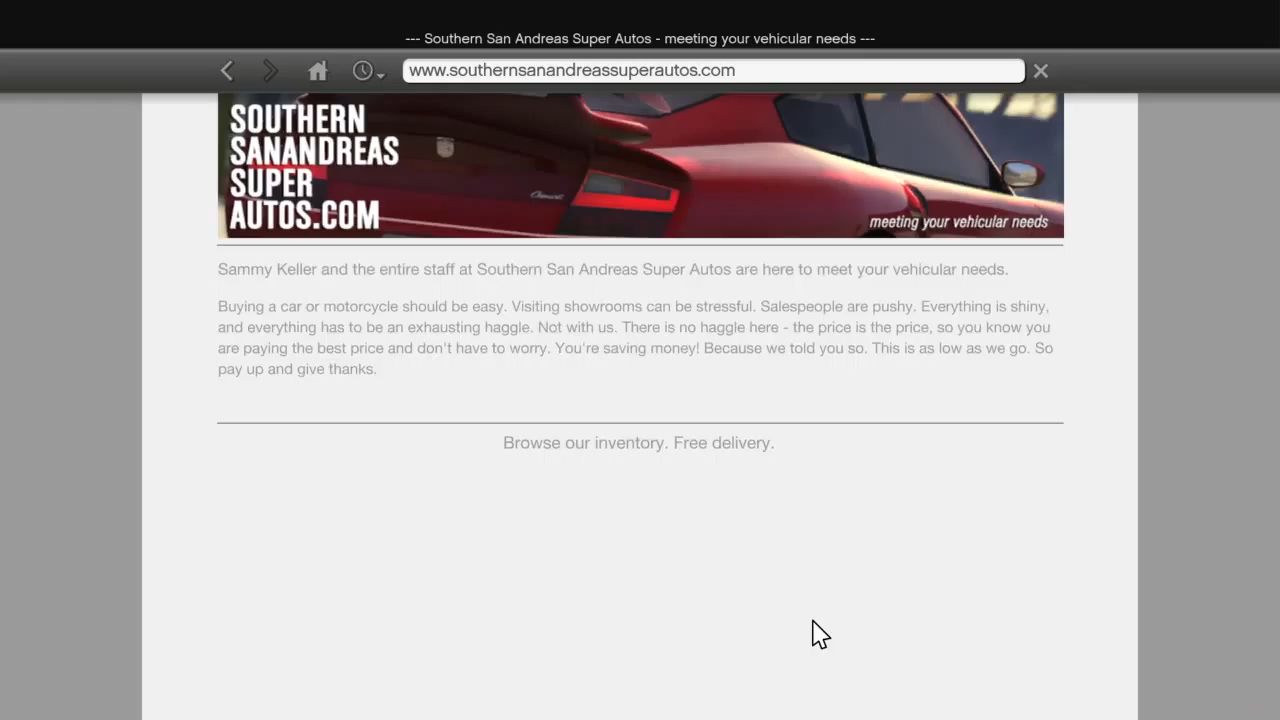 --- Southern San Andreas Super Autos - meeting your vehicular needs ---
www.southernsanandreassuperautos.com
SOUTHERN
SANANDREAS
SUPER
AUTOS.COM
meeting your vehicular needs
Sammy Keller and the entire staff at Southern San Andreas Super Autos are here to meet your vehicular needs.
Buying a car or motorcycle should be easy. Visiting showrooms can be stressful. Salespeople are pushy. Everything is shiny,
and everything has to be an exhausting haggle. Not with us. There is no haggle here - the price is the price, so you know you
are paying the best price and don't have to worry. You're saving money! Because we told you so. This is as low as we go. So
pay up and give thanks.
Browse our inventory. Free delivery.